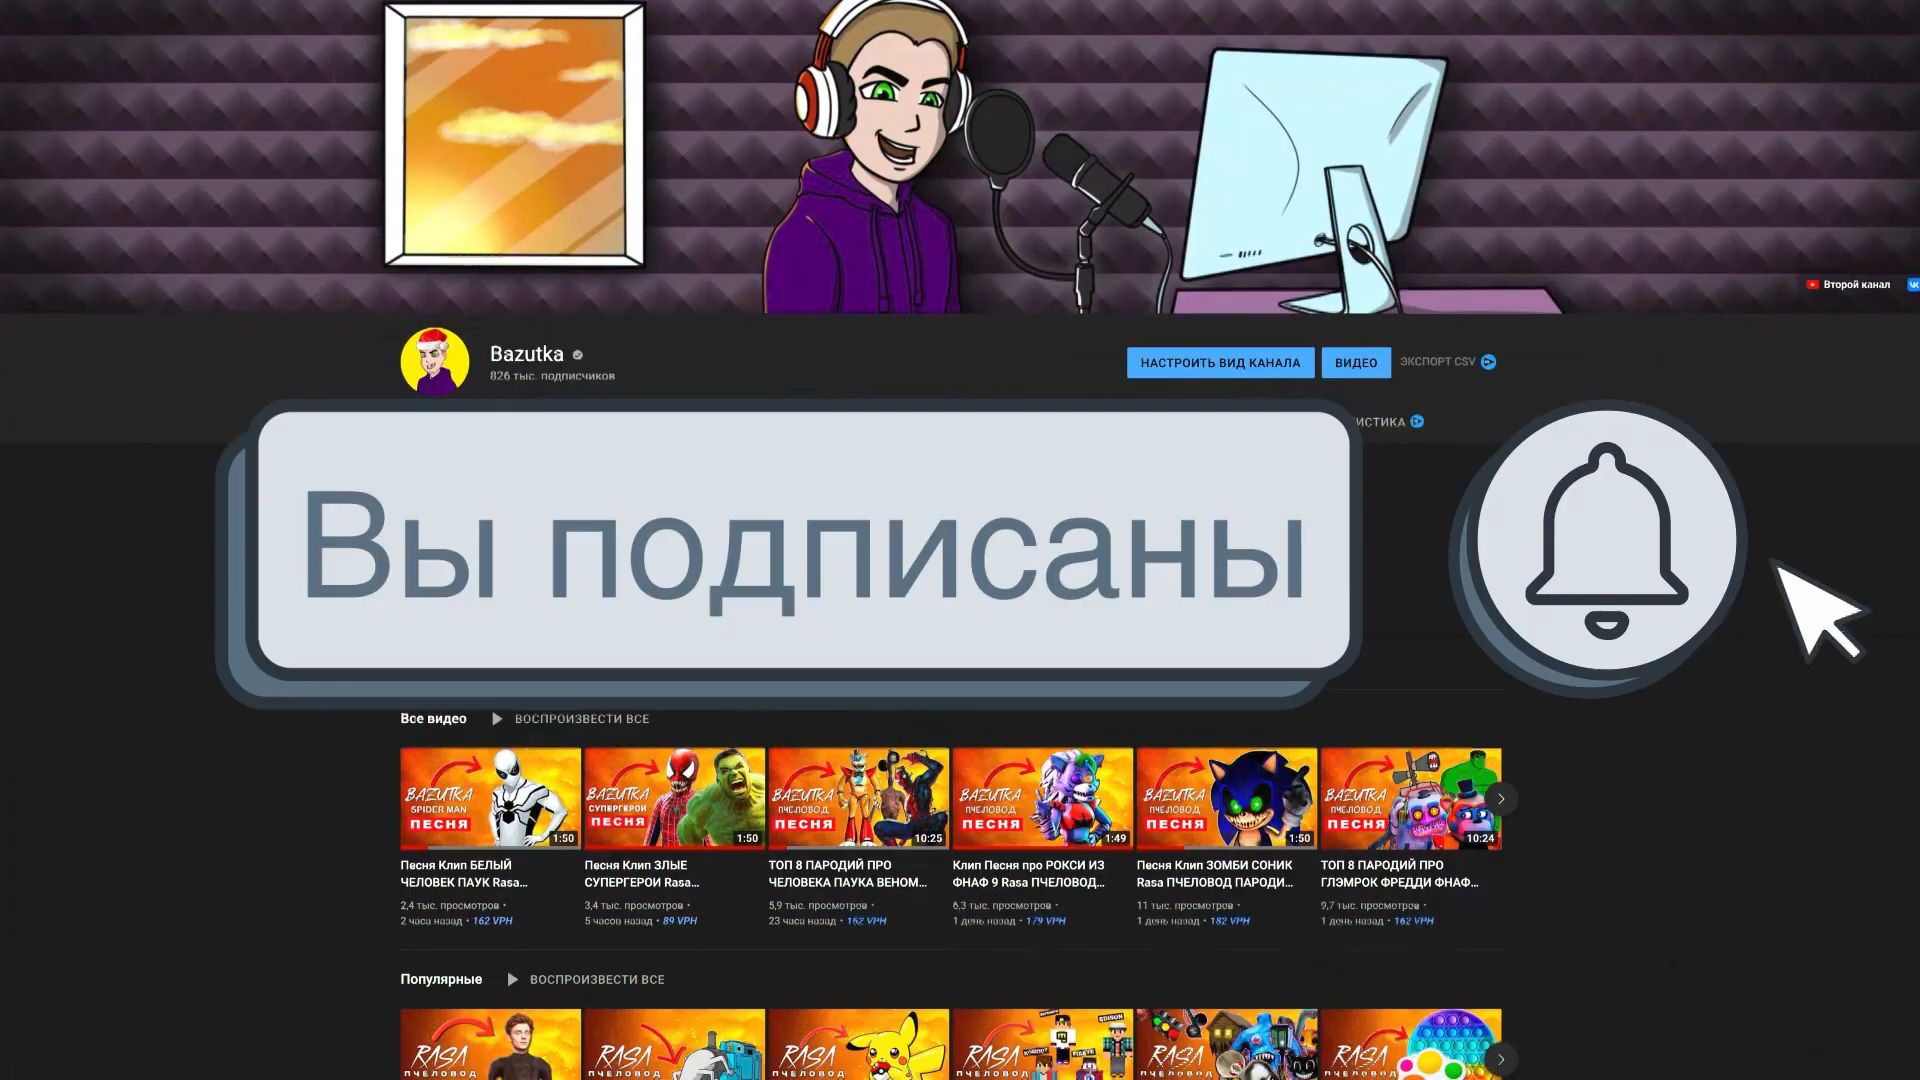 Второй канал
Bazutka
826 тыс. подписчиков
НАСТРОИТЬ ВИД КАНАЛА
ВИДЕО
ЭКСПОРТ CSV
ИСТИКА
Вы подписаны
Все видео
ВОСПРОИЗВЕСТИ ВСЕ
BAZUTKA
SPIDER MAN
ПЕСНЯ
1:50
BAZUTKA
СУПЕРГЕРОИ
ПЕСНЯ
1:50
BAZUTKA
ПЧЕЛОВОД
ПЕСНЯ
10:25
BAZUTKA
ПЧЕЛОВОД
ПЕСНЯ
1:49
BAZUTKA
ПЧЕЛОВОД
ПЕСНЯ
1:50
BAZUTKA
ПЧЕЛОВОД
ПЕСНЯ
10:24
Песня Клип БЕЛЫЙ
ЧЕЛОВЕК ПАУК Rasa...
2,4 тыс. просмотров •
2 часа назад • 162 VPH
Песня Клип ЗЛЫЕ
СУПЕРГЕРОИ Rasa...
3,4 тыс. просмотров •
5 часов назад • 89 VPH
ТОП 8 ПАРОДИЙ ПРО
ЧЕЛОВЕКА ПАУКА ВЕНОМ...
5,9 тыс. просмотров •
23 часа назад • 152 VPH
Клип Песня про РОКСИ ИЗ
ФНАФ 9 Rasa ПЧЕЛОВОД...
6,3 тыс. просмотров •
1 день назад • 179 VPH
Песня Клип ЗОМБИ СОНИК
Rasa ПЧЕЛОВОД ПАРОДИ...
11 тыс. просмотров •
1 день назад • 182 VPH
ТОП 8 ПАРОДИЙ ПРО
ГЛЭМРОК ФРЕДДИ ФНАФ...
9,7 тыс. просмотров •
1 день назад • 162 VPH
Популярные
ВОСПРОИЗВЕСТИ ВСЕ
RASA
ПЧЕЛОВОД
RASA
ПЧЕЛОВОД
RASA
ПЧЕЛОВОД
RASA
ПЧЕЛОВОД
EDISON
RASA
ПЧЕЛОВОД
RASA
ПЧЕЛОВОД